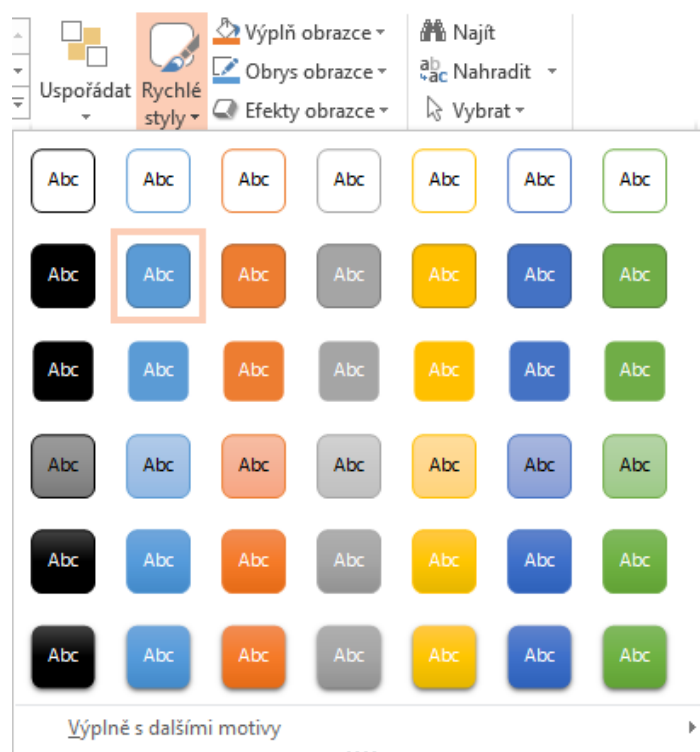 Výplň obrazce
Najít
Obrys obrazce
ab
ac Nahradit
Uspořádat
Rychlé
styly
Efekty obrazce
Vybrat
Abc Abc Abc Abc Abc Abc Abc
Abc Abc Abc Abc Abc Abc Abc
Abc Abc Abc Abc Abc Abc Abc
Abc Abc Abc Abc Abc Abc Abc
Abc Abc Abc Abc Abc Abc Abc
Abc Abc Abc Abc Abc Abc Abc
Výplně s dalšími motivy